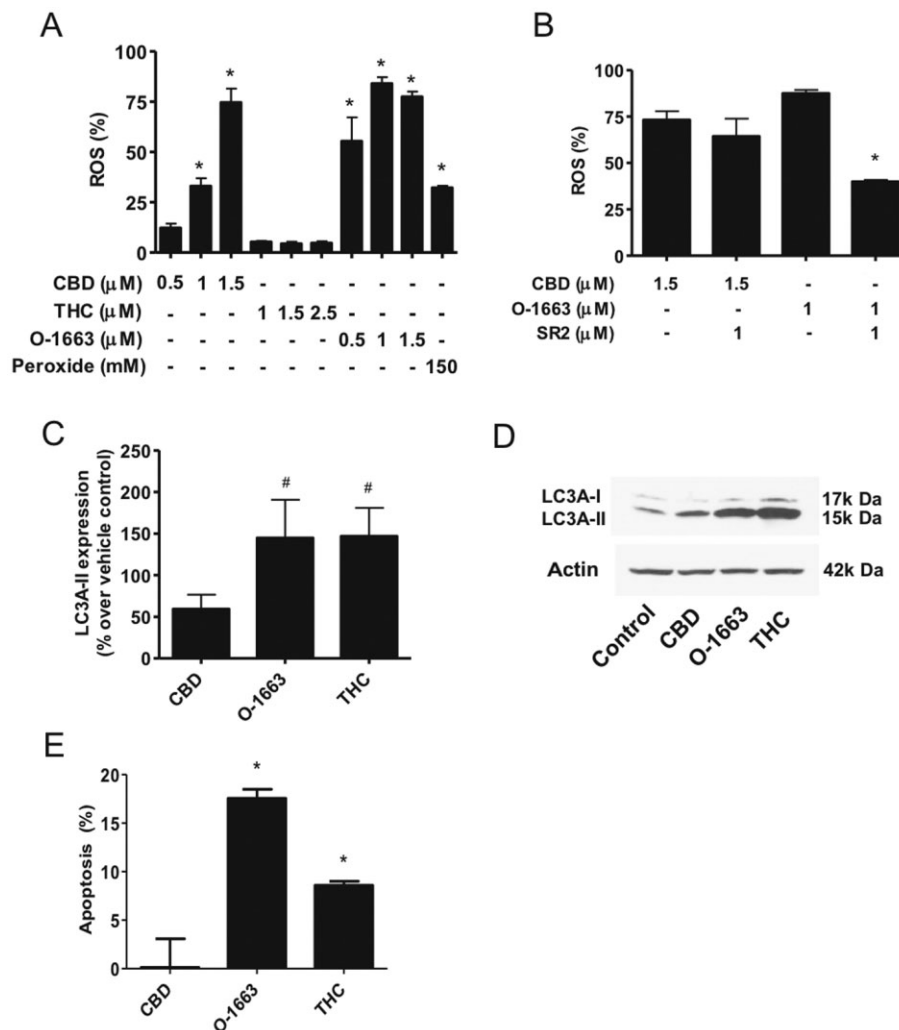 A
ROS (%)
100
75
50
25
0
* * * * * *
CBD (μM) 0.5 1 1.5 - - - - - - -
THC (μM) - - - 1 1.5 2.5 - - - -
O-1663 (μM) - - - - - - 0.5 1 1.5 -
Peroxide (mM) - - - - - - - - - 150
B
ROS (%)
100
75
50
25
0
*
CBD (μM) 1.5 1.5 - -
O-1663 (μM) - - 1 1
SR2 (μM) - 1 - 1
C
LC3A-II expression
(% over vehicle control)
250
200
150
100
50
0
# #
CBD O-1663 THC
D
LC3A-I 17k Da
LC3A-II 15k Da
Actin 42k Da
Control CBD O-1663 THC
E
Apoptosis (%)
20
15
10
5
0
* *
CBD O-1663 THC